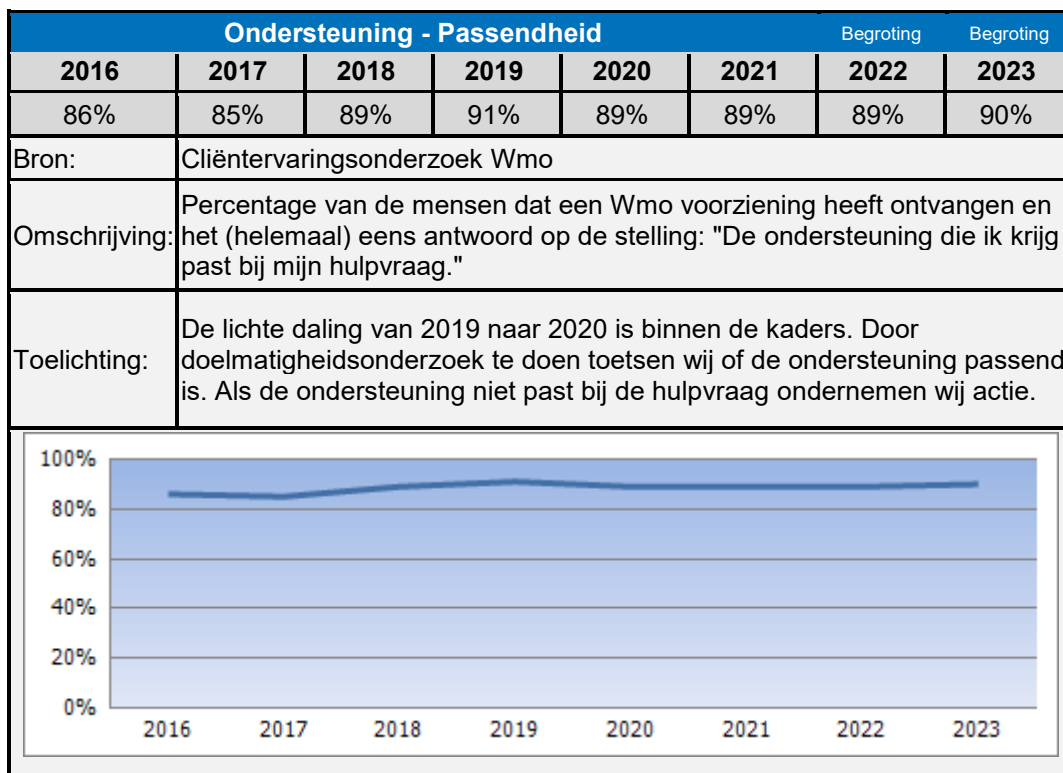 Ondersteuning - Passendheid Begroting Begroting
2016 2017 2018 2019 2020 2021 2022 2023
86% 85% 89% 91% 89% 89% 89% 90%
Bron: Cliëntervaringsonderzoek Wmo
Omschrijving: Percentage van de mensen dat een Wmo voorziening heeft ontvangen en
het (helemaal) eens antwoord op de stelling: "De ondersteuning die ik krijg
past bij mijn hulpvraag."
Toelichting: De lichte daling van 2019 naar 2020 is binnen de kaders. Door
doelmatigheidsonderzoek te doen toetsen wij of de ondersteuning passend
is. Als de ondersteuning niet past bij de hulpvraag ondernemen wij actie.
100%
80%
60%
40%
20%
0%
2016 2017 2018 2019 2020 2021 2022 2023